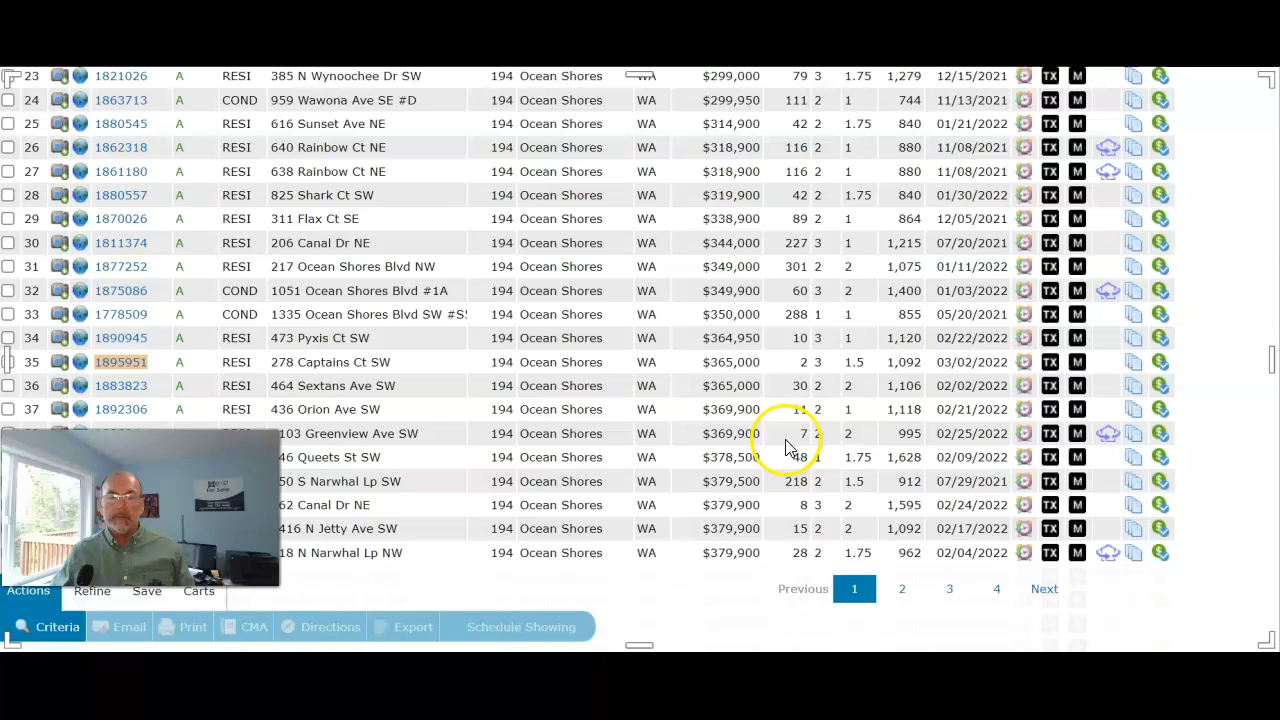 23 1821026 A RESI 385 N Wynoochee Dr SW 194 Ocean Shores WA $299,000 79 3 1.75 1,279 12/15/2021 TX M
24 1863713 A COND 959 Wawona Ave SE #D 194 Ocean Shores WA $299,950 111 2 1 744 11/13/2021 TX M
25 1880545 A RESI 616 Sunset Ave NE 194 Ocean Shores WA $314,900 42 2 1.75 840 01/21/2022 TX M
26 1862318 A RESI 640 Rainbow Ct NE 194 Ocean Shores WA $318,900 116 2 1 880 11/08/2021 TX M
27 1861180 A RESI 638 Rainbow Ct NE 194 Ocean Shores WA $318,900 116 2 1 880 11/08/2021 TX M
28 1880557 A RESI 825 Shark Ct SW 194 Ocean Shores WA $319,900 42 2 1.75 840 01/30/2022 TX M
29 1870026 A RESI 311 Flax Ct SE 194 Ocean Shores WA $338,900 89 2 1 864 12/05/2021 TX M
30 1811374 A RESI 206 Canal Dr NE 194 Ocean Shores WA $344,000 227 3 1 1,215 07/20/2021 TX M
31 1877252 A RESI 217 Ocean Shores Blvd NW 194 Ocean Shores WA $349,000 301 2 2 1,075 01/11/2022 TX M
32 1875086 A COND 1051 Ocean Shores Blvd #1A 194 Ocean Shores WA $349,900 60 3 2 1,400 01/03/2022 TX M
33 1778509 A COND 1335 Ocean Shores Blvd SW #S 194 Ocean Shores WA $350,000 288 1 1 855 05/20/2021 TX M
34 1890945 A RESI 473 Pyxis Ct SW 194 Ocean Shores WA $364,950 10 3 1 1,120 02/22/2022 TX M
35 1895951 A RESI 278 Captains Ct SW 194 Ocean Shores WA $365,000 2 3 1.5 1,092 03/02/2022 TX M
36 1883823 A RESI 464 Sextans Ave SW 194 Ocean Shores WA $365,000 30 2 2 1,106 02/02/2022 TX M
37 1892306 A RESI 436 Orion Ave SW 194 Ocean Shores WA $369,900 11 2 1 1,118 02/21/2022 TX M
103 Greenview Ave SW 194 Ocean Shores WA $369,900 7 2 2 995 02/25/2022 TX M
46 Queets St SW 194 Ocean Shores WA $378,500 48 1 1.75 1,628 02/09/2022 TX M
50 S Narwhal Lp SW 194 Ocean Shores WA $379,500 218 2 1.5 912 07/29/2021 TX M
62 Canal Dr NE 194 Ocean Shores WA $379,900 8 3 2 1,595 02/24/2022 TX M
416 N Jetty Ave SW 194 Ocean Shores WA $379,900 15 2 2 1,092 02/17/2022 TX M
18 N Narwhal Lp NW 194 Ocean Shores WA $379,900 28 2 1.75 962 02/04/2022 TX M
Previous 1 2 3 4 Next
Actions Refine Save Carts
Criteria Email Print CMA Directions Export Schedule Showing